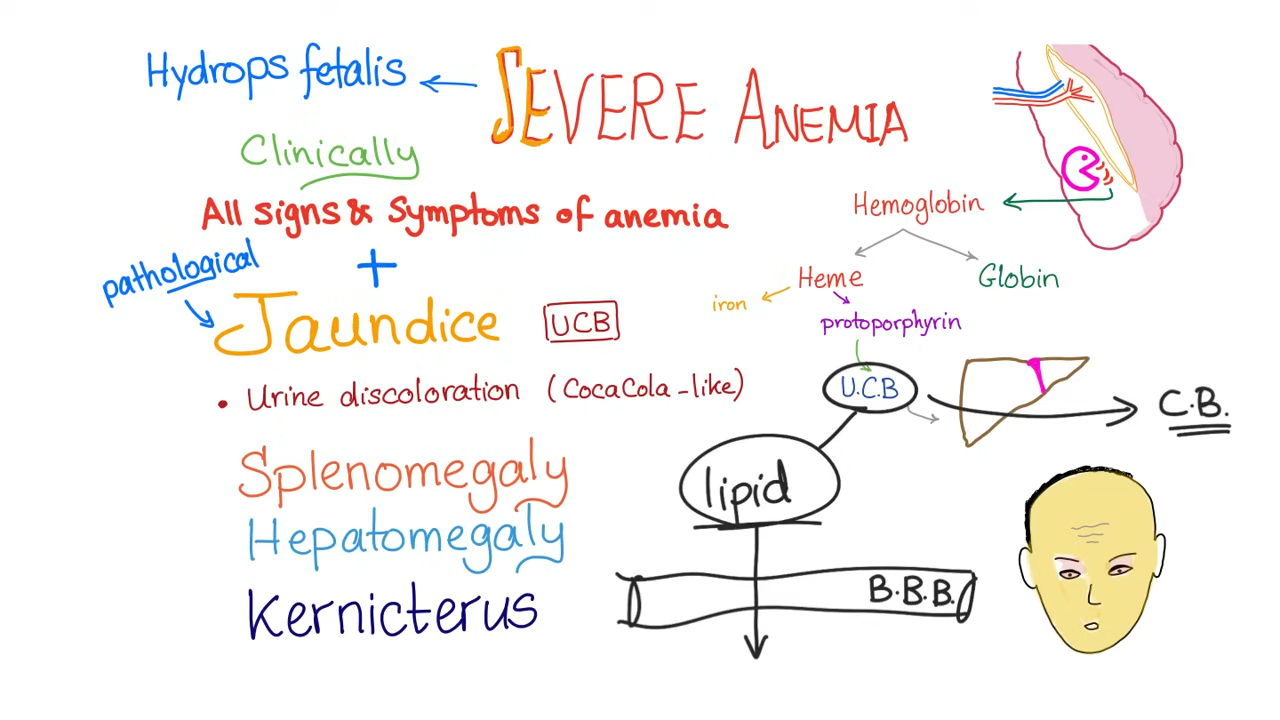 Hydrops fetalis
SEVERE ANEMIA
Clinically
All signs & Symptoms of anemia
+
pathological
Jaundice
UCB
• Urine discoloration (CocaCola-like)
Splenomegaly
Hepatomegaly
Kernicterus
Hemoglobin
Heme
Globin
iron
protoporphyrin
U.C.B
C.B.
lipid
B.B.B.